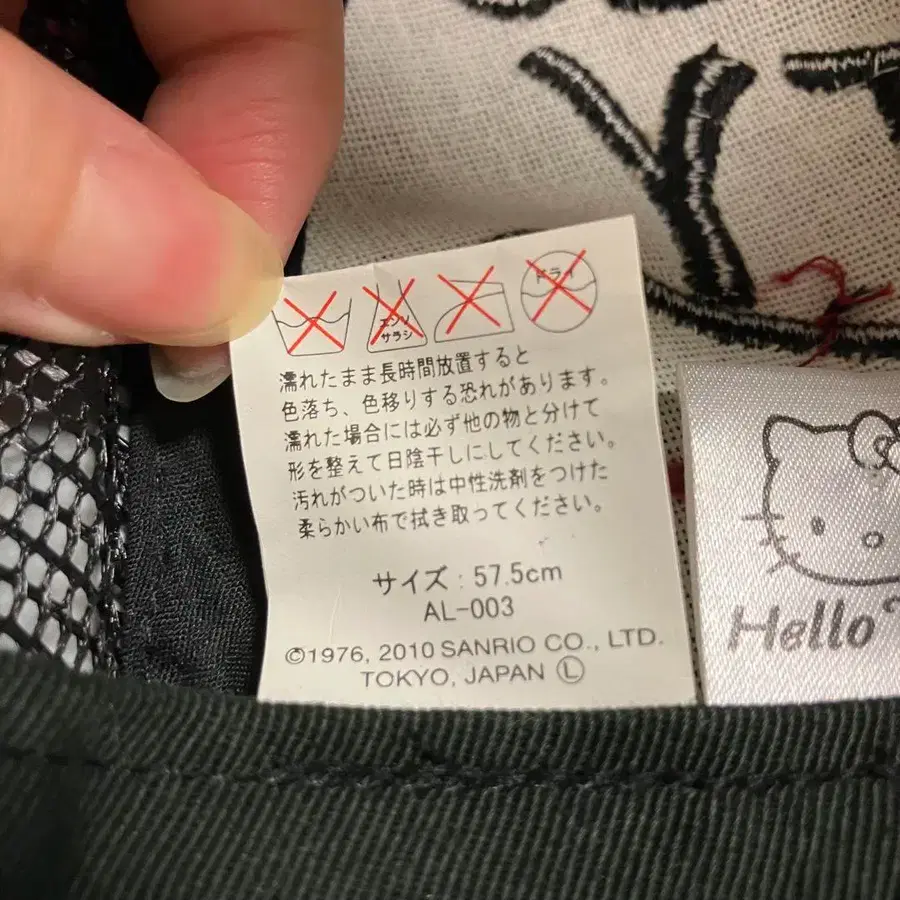 エンソ
サラシ
ドライ
濡れたまま長時間放置すると
色落ち、色移りする恐れがあります。
濡れた場合には必ず他の物と分けて
形を整えて日陰干しにしてください。
汚れがついた時は中性洗剤をつけた
柔らかい布で拭き取ってください。
サイズ : 57.5cm
AL-003
©1976, 2010 SANRIO CO., LTD.
TOKYO, JAPAN Ⓛ
Hello